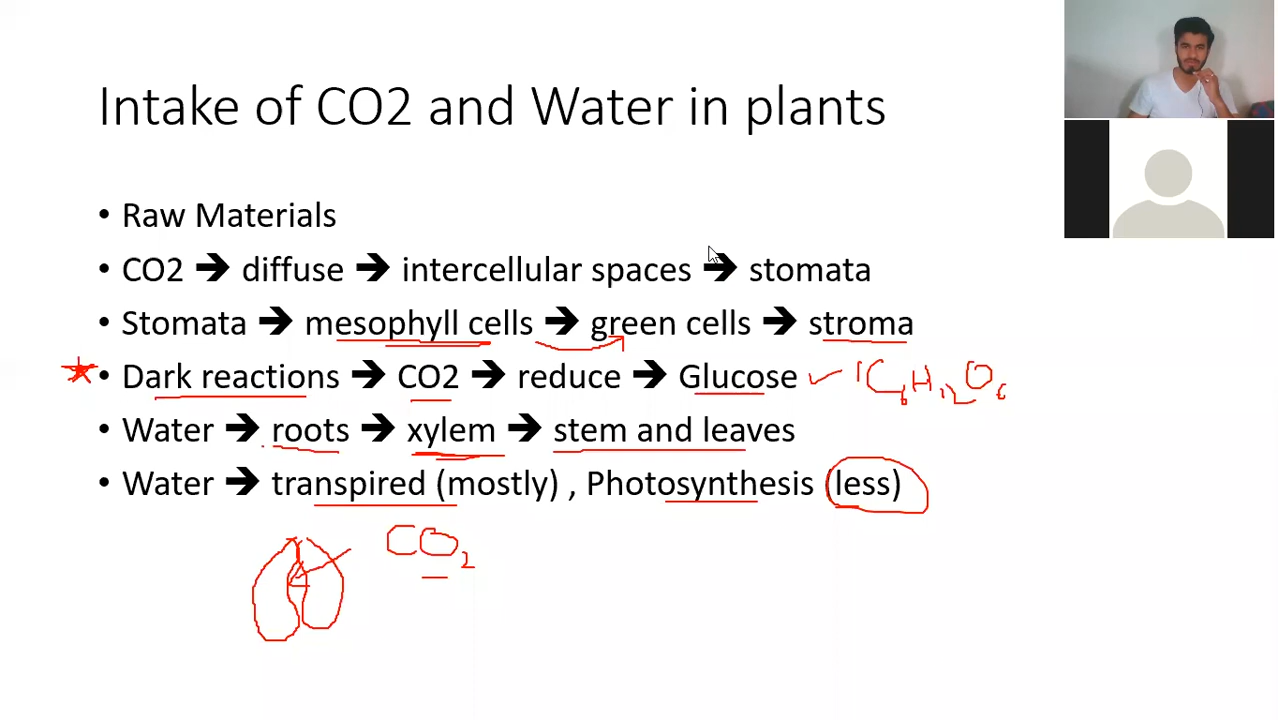 Intake of CO2 and Water in plants
• Raw Materials
• CO2 🡪 diffuse 🡪 intercellular spaces 🡪 stomata
• Stomata 🡪 mesophyll cells 🡪 green cells 🡪 stroma
• Dark reactions 🡪 CO2 🡪 reduce 🡪 Glucose C6H12O6
• Water 🡪 roots 🡪 xylem 🡪 stem and leaves
• Water 🡪 transpired (mostly) , Photosynthesis (less)
CO2